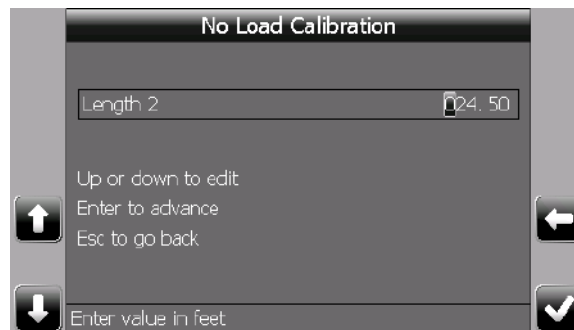 No Load Calibration
Length 2 024.50
Up or down to edit
Enter to advance
Esc to go back
Enter value in feet